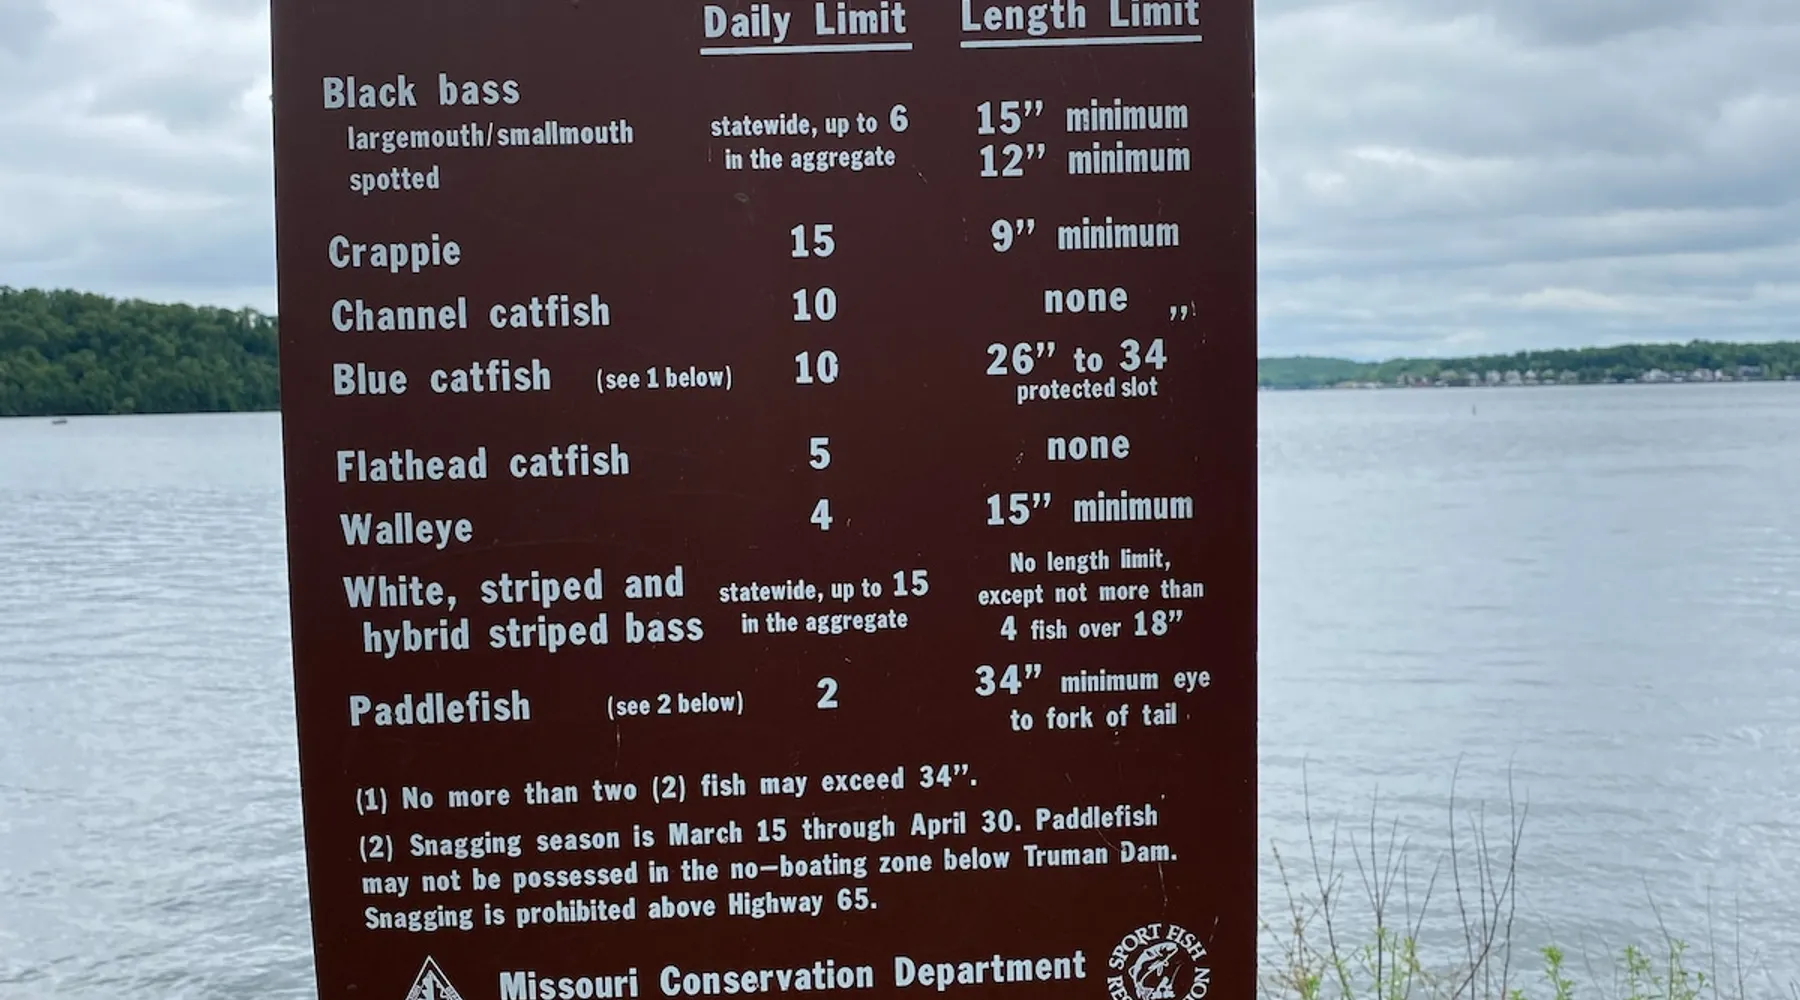 Daily Limit Length Limit
Black bass
largemouth/smallmouth statewide, up to 6 15” minimum
spotted in the aggregate 12” minimum
Crappie 15 9” minimum
Channel catfish 10 none
Blue catfish (see 1 below) 10 26” to 34”
protected slot
Flathead catfish 5 none
Walleye 4 15” minimum
White, striped and statewide, up to 15 No length limit,
hybrid striped bass in the aggregate except not more than
4 fish over 18”
Paddlefish (see 2 below) 2 34” minimum eye
to fork of tail
(1) No more than two (2) fish may exceed 34”.
(2) Snagging season is March 15 through April 30. Paddlefish
may not be possessed in the no–boating zone below Truman Dam.
Snagging is prohibited above Highway 65.
Missouri Conservation Department
SPORT FISH